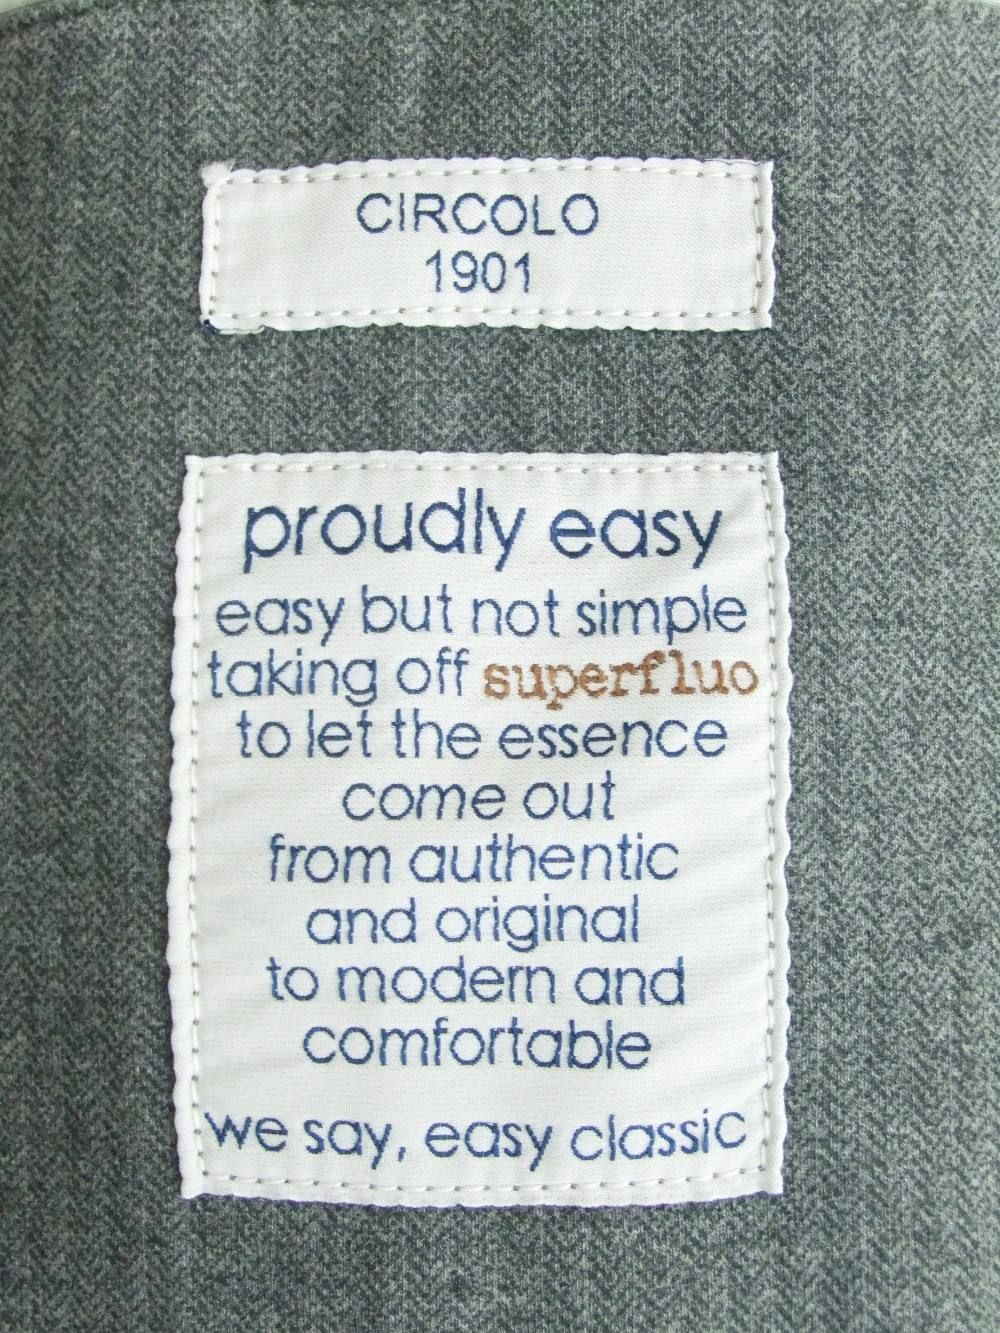 CIRCOLO
1901
proudly easy
easy but not simple
taking off superfluo
to let the essence
come out
from authentic
and original
to modern and
comfortable
we say, easy classic